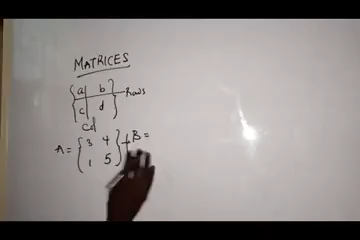 MATRICES
a b Rows
c d
Col
A = 3 4 B =
1 5